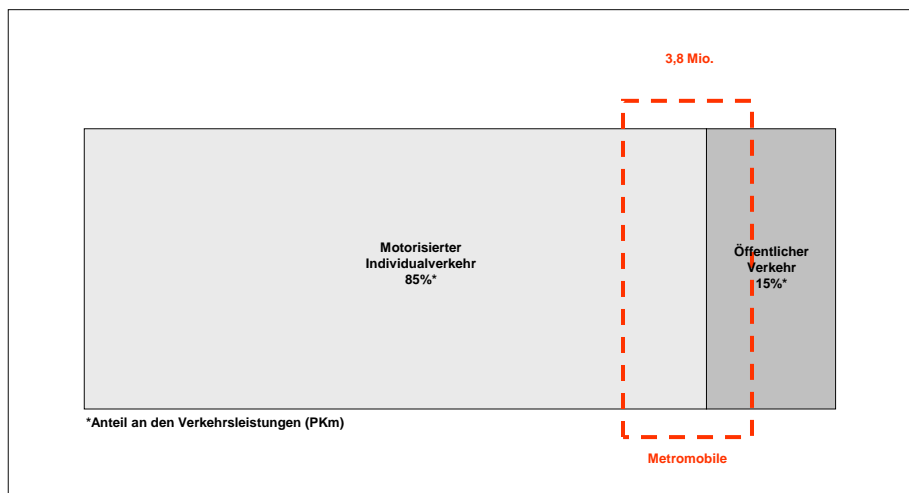 3,8 Mio.
Motorisierter
Individualverkehr
85%*
Öffentlicher
Verkehr
15%*
*Anteil an den Verkehrsleistungen (PKm)
Metromobile